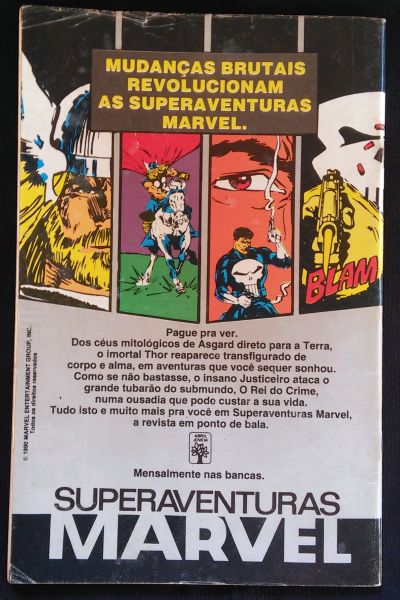 MUDANÇAS BRUTAIS
REVOLUCIONAM
AS SUPERAVENTURAS
MARVEL.
BLAM
Pague pra ver.
Dos céus mitológicos de Asgard direto para a Terra,
o imortal Thor reaparece transfigurado de
corpo e alma, em aventuras que você sequer sonhou.
Como se não bastasse, o insano Justiceiro ataca o
grande tubarão do submundo, O Rei do Crime,
numa ousadia que pode custar a sua vida.
Tudo isto e muito mais pra você em Superaventuras Marvel,
a revista em ponto de bala.
© 1990 MARVEL ENTERTAINMENT GROUP, INC.
Todos os direitos reservados
ABRIL
JOVEM
Mensalmente nas bancas.
SUPERAVENTURAS
MARVEL